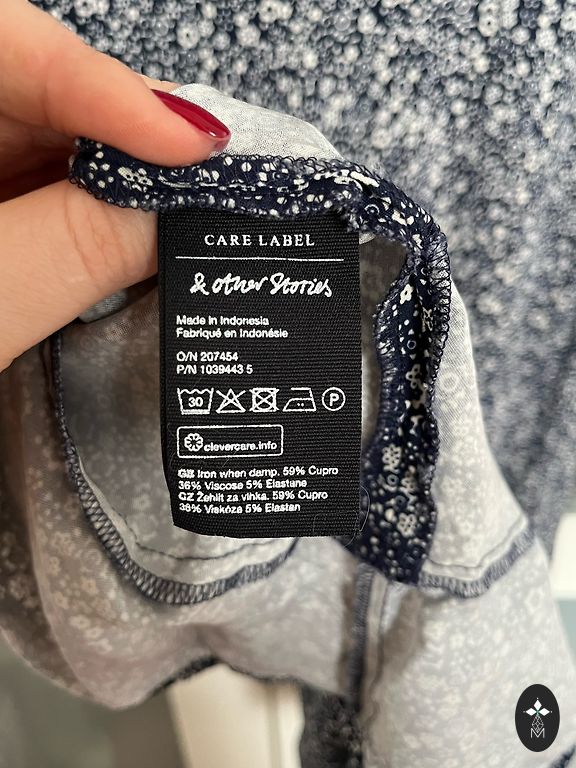 CARE LABEL
& other Stories
Made in Indonesia
Fabriqué en Indonésie
O/N 207454
P/N 1039443 5
30 P
clevercare.info
GB Iron when damp. 59% Cupro
36% Viscose 5% Elastane
CZ Žehlit za vlhka. 59% Cupro
36% Viskóza 5% Elastan
M